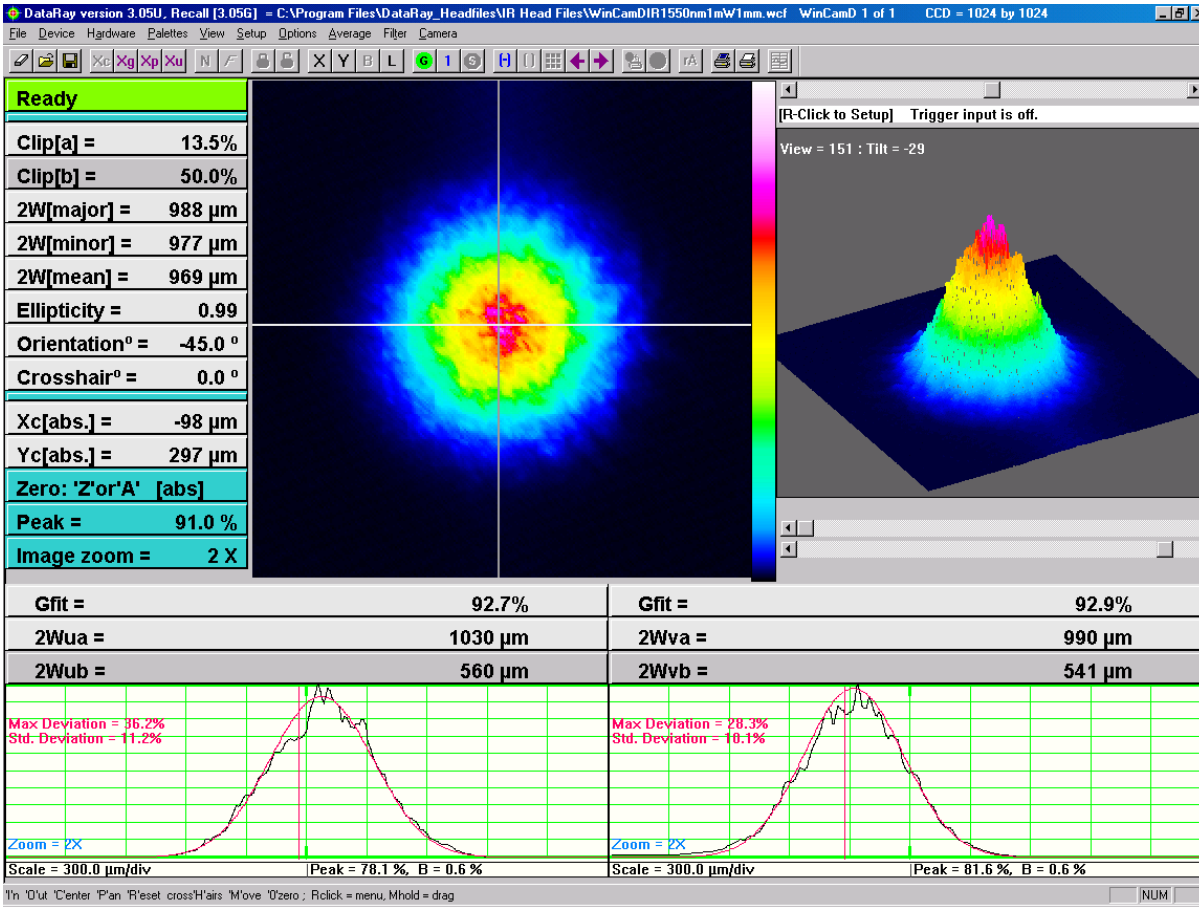 DataRay version 3.05U, Recall [3.05G] = C:\Program Files\DataRay_Headfiles\IR Head Files\WinCamDIR1550nm1mW1mm.wcf WinCamD 1 of 1 CCD = 1024 by 1024
File Device Hardware Palettes View Setup Options Average Filter Camera
Xc Xg Xp Xu N F X Y B L G 1 S [-] [] rA
Ready
[R-Click to Setup] Trigger input is off.
View = 151 : Tilt = -29
Clip[a] = 13.5%
Clip[b] = 50.0%
2W[major] = 988 µm
2W[minor] = 977 µm
2W[mean] = 969 µm
Ellipticity = 0.99
Orientationº = -45.0 º
Crosshairº = 0.0 º
Xc[abs.] = -98 µm
Yc[abs.] = 297 µm
Zero: 'Z'or'A' [abs]
Peak = 91.0 %
Image zoom = 2 X
Gfit = 92.7%
2Wua = 1030 µm
2Wub = 560 µm
Max Deviation = 36.2%
Std. Deviation = 11.2%
Zoom = 2X
Scale = 300.0 µm/div Peak = 78.1 %, B = 0.6 %
Gfit = 92.9%
2Wva = 990 µm
2Wvb = 541 µm
Max Deviation = 28.3%
Std. Deviation = 10.1%
Zoom = 2X
Scale = 300.0 µm/div Peak = 81.6 %, B = 0.6 %
'I'n 'O'ut 'C'enter 'P'an 'R'eset cross'H'airs 'M'ove '0'zero ; Rclick = menu, Mhold = drag
NUM